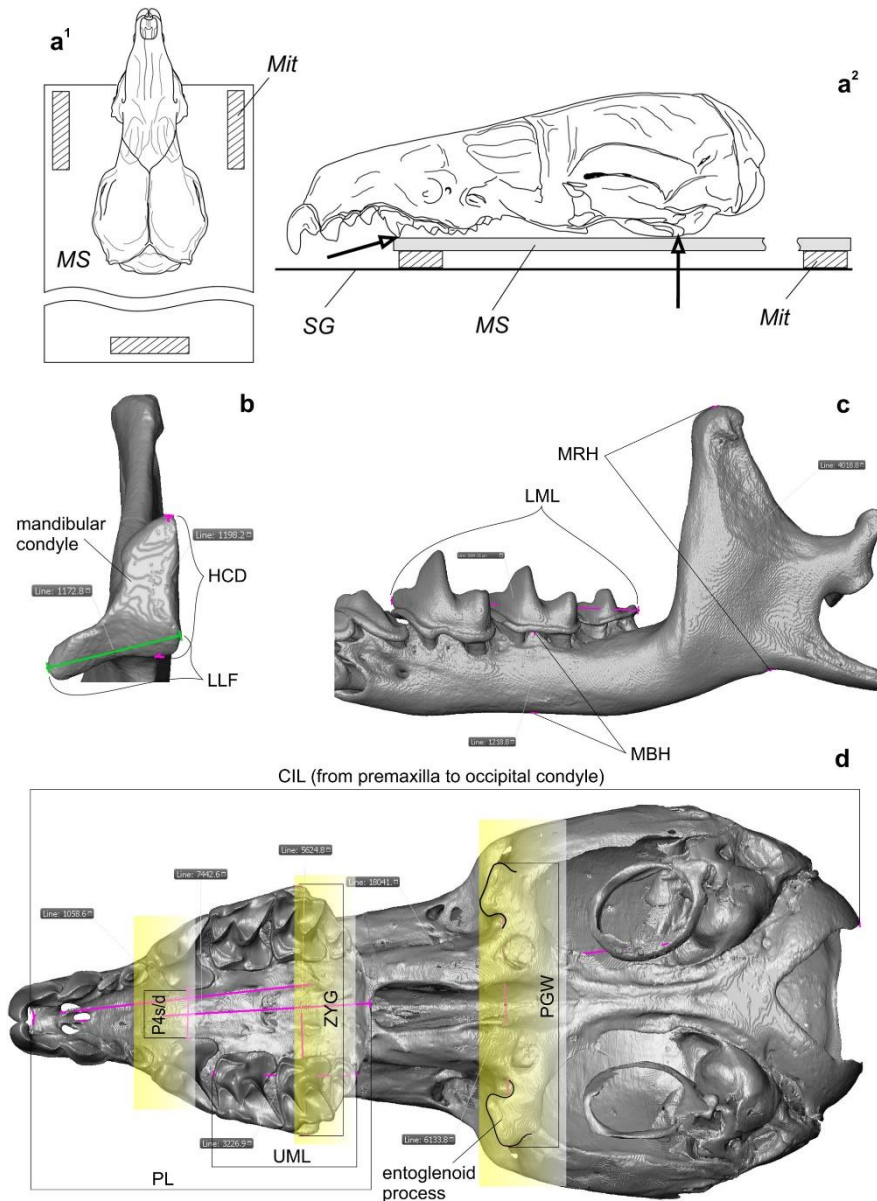 a1
Mit
MS
a2
SG
MS
Mit
b
mandibular
condyle
Line: 1198.2
HCD
Line: 1172.8
LLF
c
MRH
Line: 4018.8
LML
Line: 1218.8
MBH
d
CIL (from premaxilla to occipital condyle)
Line: 5624.8
Line: 7442.6
Line: 18041.
Line: 1058.6
P4s/d
ZYG
PGW
Line: 3226.9
UML
Line: 6133.8
PL
entoglenoid
process